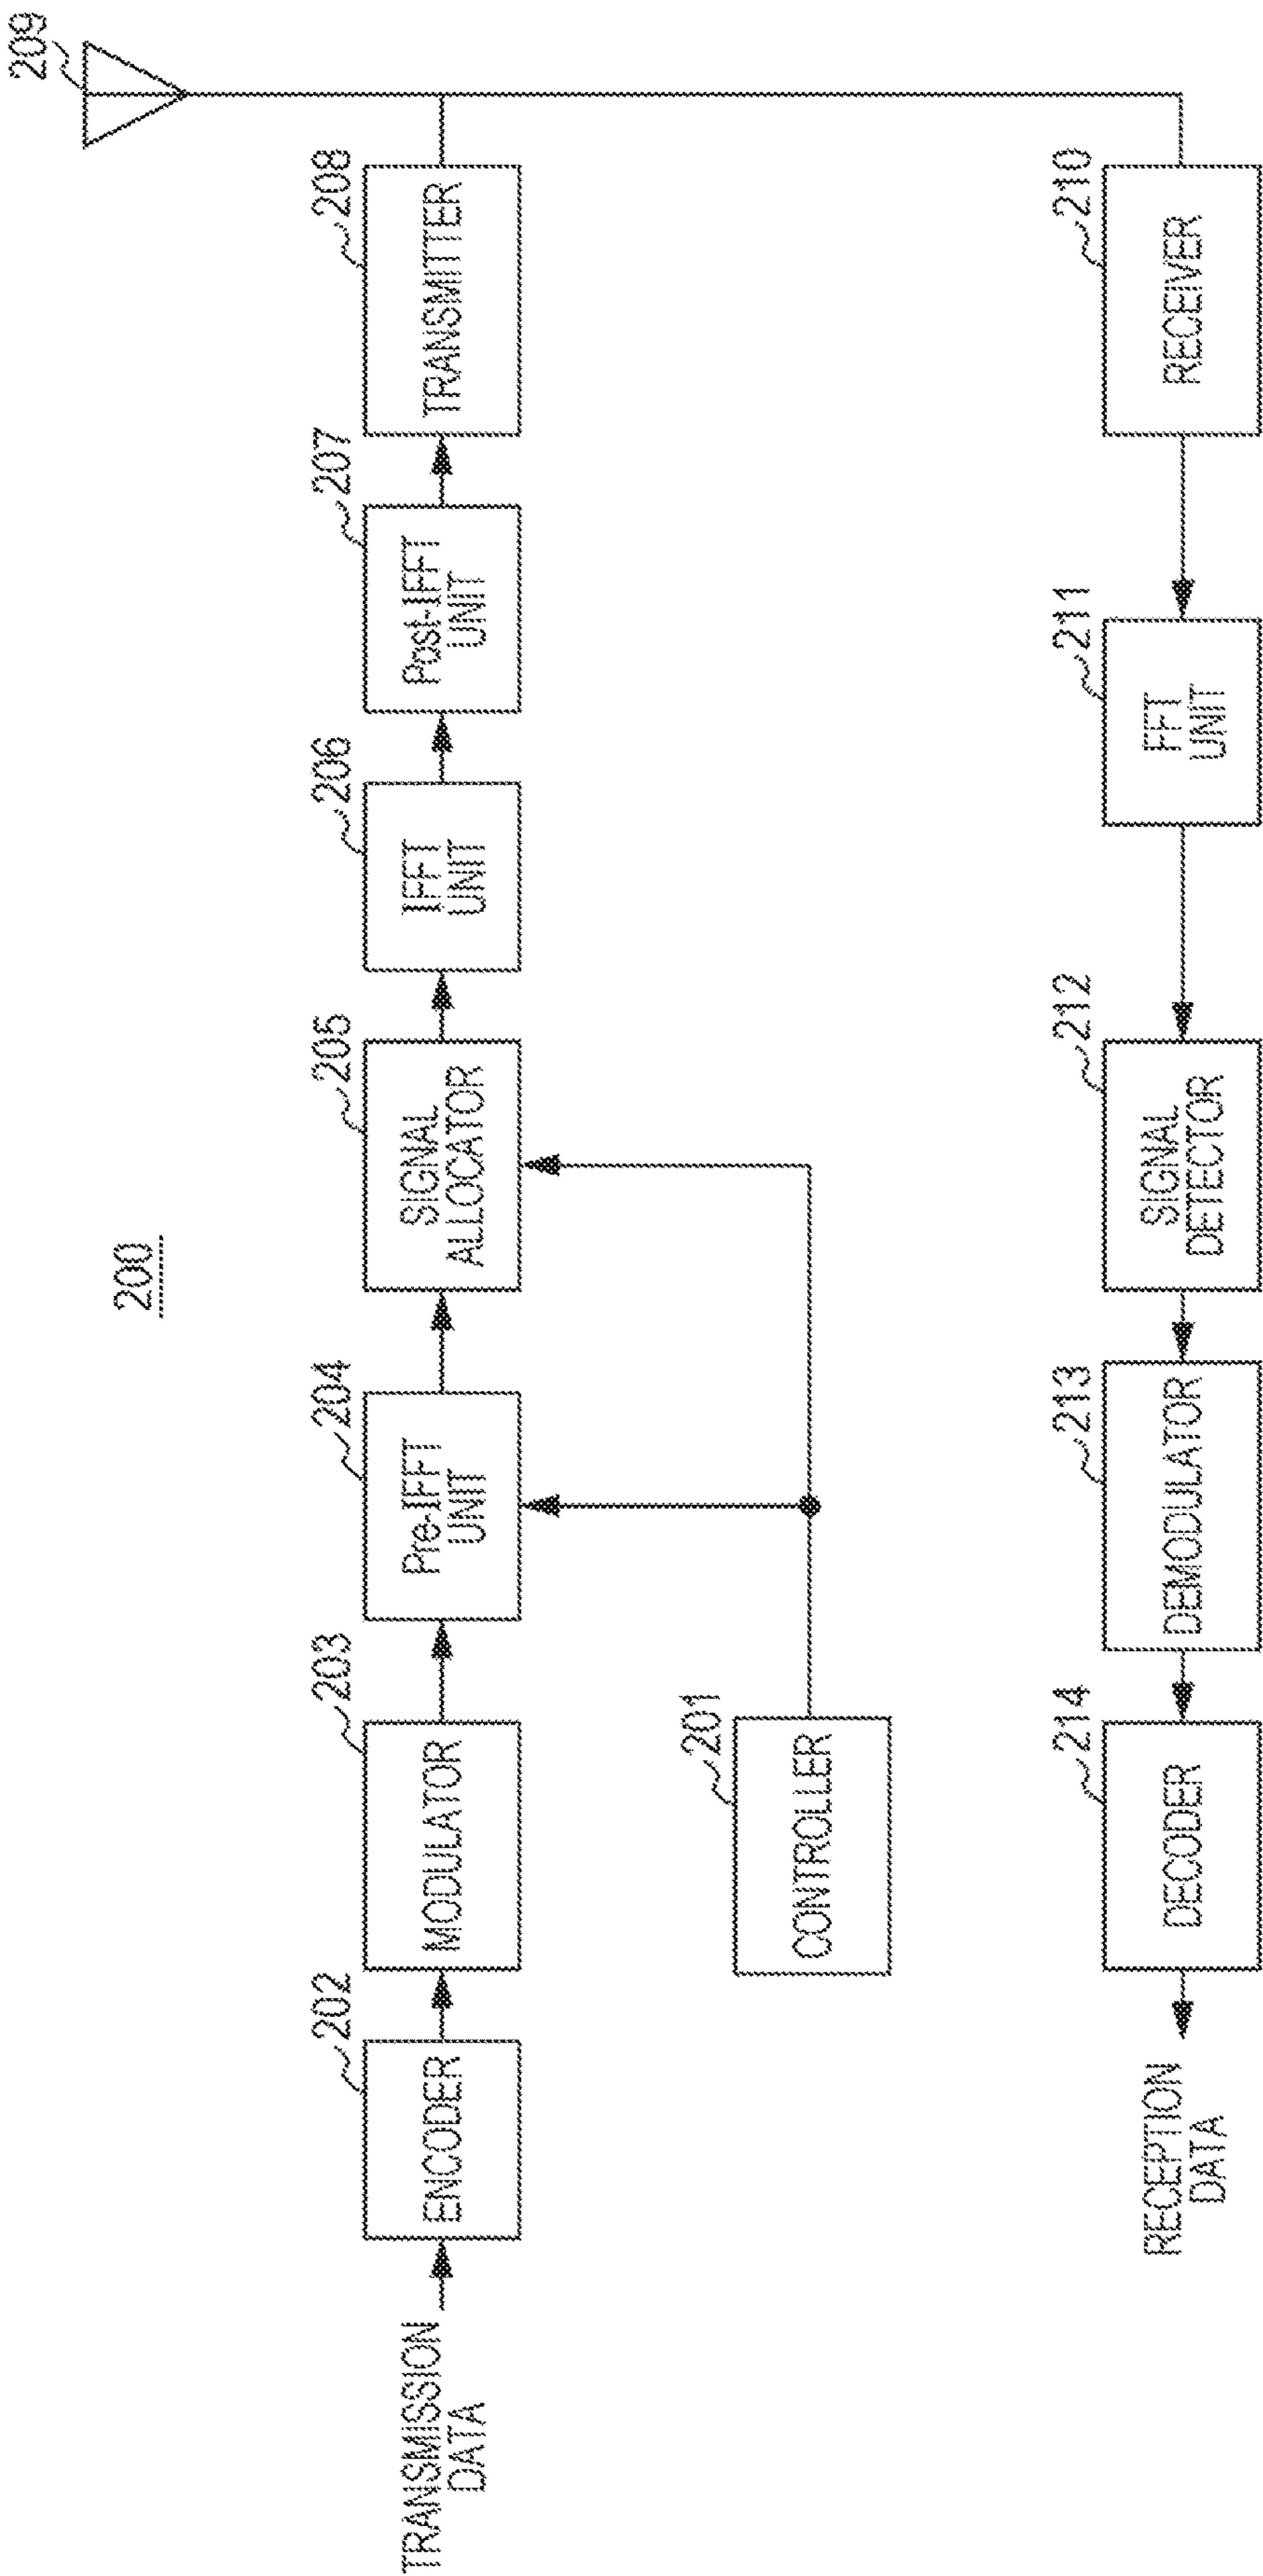 200
209
202
203
204
205
206
207
208
TRANSMISSION
DATA
ENCODER
MODULATOR
Pre-IFFT
UNIT
SIGNAL
ALLOCATOR
IFFT
UNIT
Post-IFFT
UNIT
TRANSMITTER
201
CONTROLLER
214
213
212
211
210
RECEPTION
DATA
DECODER
DEMODULATOR
SIGNAL
DETECTOR
FFT
UNIT
RECEIVER